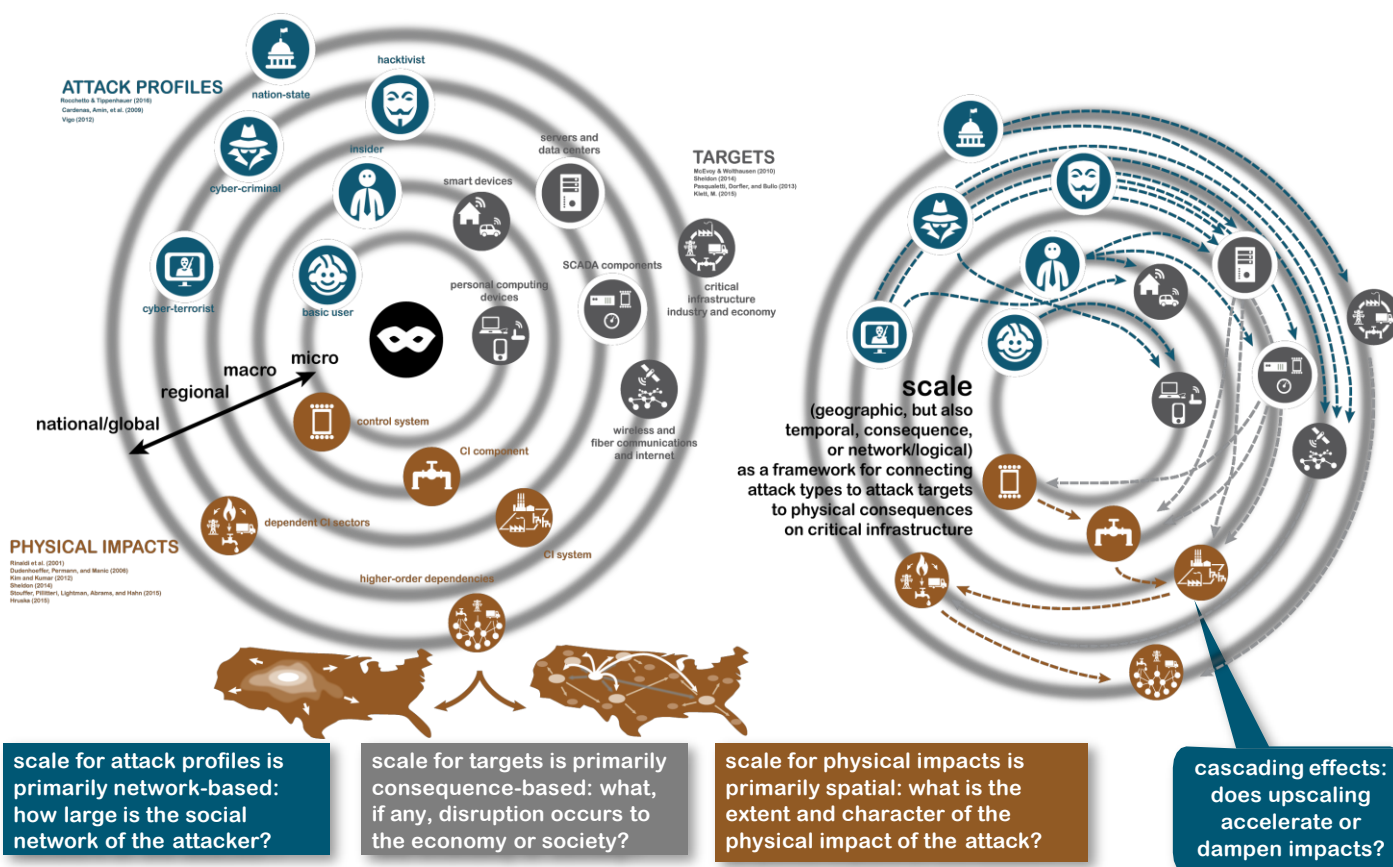 ATTACK PROFILES
Rocchetto & Tippenhauer (2016)
Cardenas, Amin, et al. (2009)
Vigo (2012)
nation-state
hacktivist
cyber-criminal
insider
cyber-terrorist
basic user
TARGETS
McEvoy & Wolthausen (2010)
Sheldon (2014)
Pasqualetti, Dorfler, and Bullo (2013)
Klett, M. (2015)
servers and
data centers
smart devices
SCADA components
personal computing
devices
critical
infrastructure
industry and economy
wireless and
fiber communications
and internet
micro
macro
regional
national/global
control system
CI component
CI system
dependent CI sectors
higher-order dependencies
PHYSICAL IMPACTS
Rinaldi et al. (2001)
Dudenhoeffer, Permann, and Manic (2006)
Kim and Kumar (2012)
Sheldon (2014)
Stouffer, Pillitteri, Lightman, Abrams, and Hahn (2015)
Hruska (2015)
scale
(geographic, but also
temporal, consequence,
or network/logical)
as a framework for connecting
attack types to attack targets
to physical consequences
on critical infrastructure
scale for attack profiles is
primarily network-based:
how large is the social
network of the attacker?
scale for targets is primarily
consequence-based: what,
if any, disruption occurs to
the economy or society?
scale for physical impacts is
primarily spatial: what is the
extent and character of the
physical impact of the attack?
cascading effects:
does upscaling
accelerate or
dampen impacts?